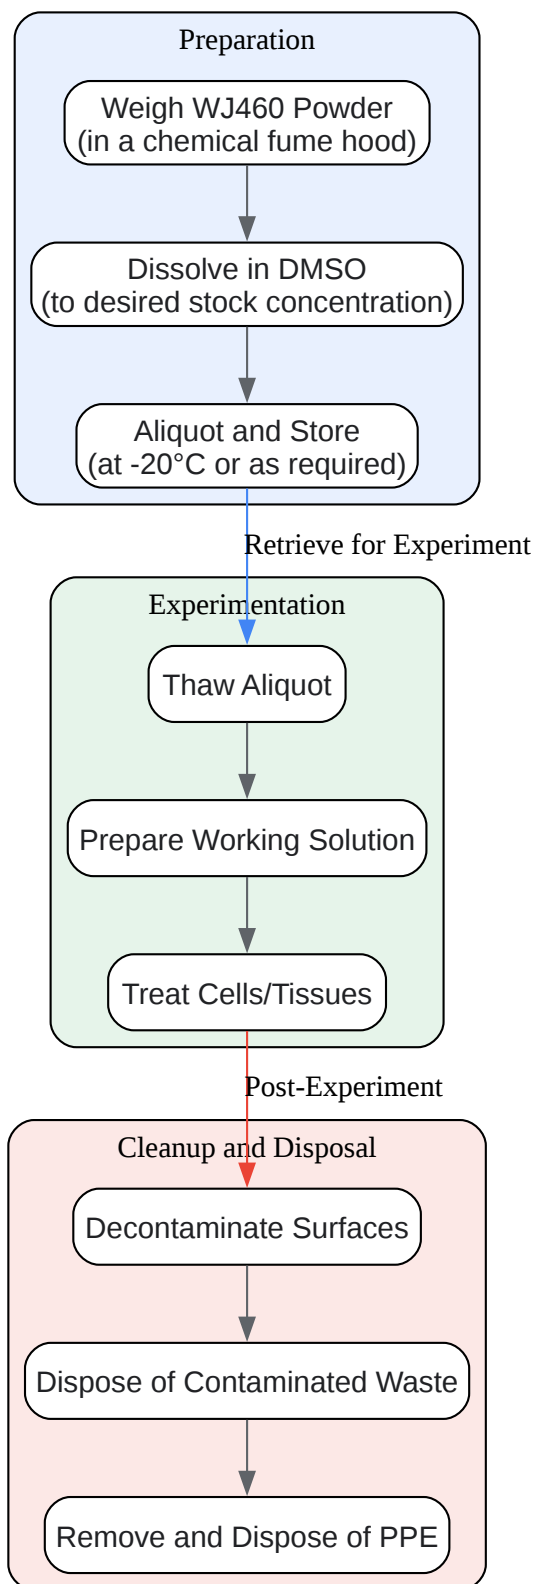 Preparation
Weigh WJ460 Powder
(in a chemical fume hood)
Dissolve in DMSO
(to desired stock concentration)
Aliquot and Store
(at -20°C or as required)
Retrieve for Experiment
Experimentation
Thaw Aliquot
Prepare Working Solution
Treat Cells/Tissues
Post-Experiment
Cleanup and Disposal
Decontaminate Surfaces
Dispose of Contaminated Waste
Remove and Dispose of PPE